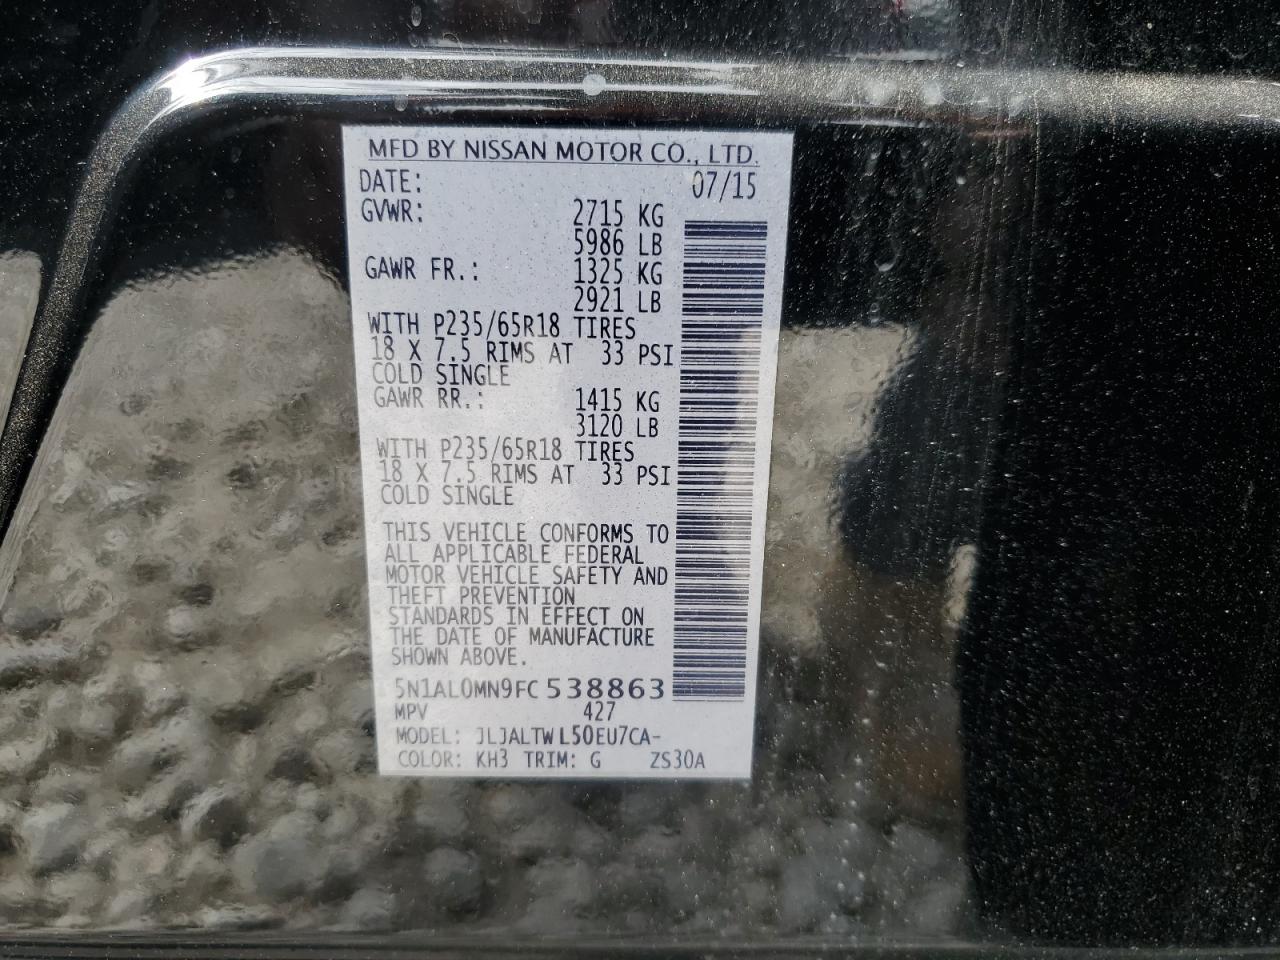 MFD BY NISSAN MOTOR CO., LTD.
DATE: 07/15
GVWR: 2715 KG
5986 LB
GAWR FR.: 1325 KG
2921 LB
WITH P235/65R18 TIRES
18 X 7.5 RIMS AT 33 PSI
COLD SINGLE
GAWR RR.: 1415 KG
3120 LB
WITH P235/65R18 TIRES
18 X 7.5 RIMS AT 33 PSI
COLD SINGLE
THIS VEHICLE CONFORMS TO
ALL APPLICABLE FEDERAL
MOTOR VEHICLE SAFETY AND
THEFT PREVENTION
STANDARDS IN EFFECT ON
THE DATE OF MANUFACTURE
SHOWN ABOVE.
5N1AL0MN9FC 538863
MPV 427
MODEL: JLJALTWL50EU7CA-
COLOR: KH3 TRIM: G ZS30A